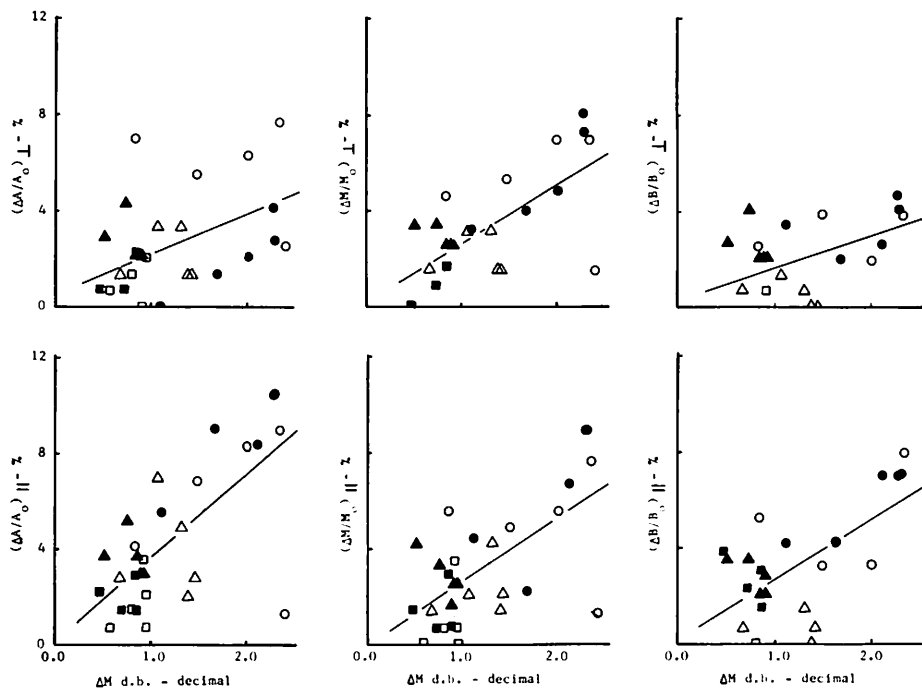 12
8
4
0
(ΔA/A₀)⊥ - %
(ΔM/M₀)⊥ - %
(ΔB/B₀)⊥ - %
12
8
4
0
(ΔA/A₀)|| - %
(ΔM/M₀)|| - %
(ΔB/B₀)|| - %
0.0 1.0 2.0 0.0 1.0 2.0 0.0 1.0 2.0
ΔM d.b. - decimal ΔM d.b. - decimal ΔM d.b. - decimal